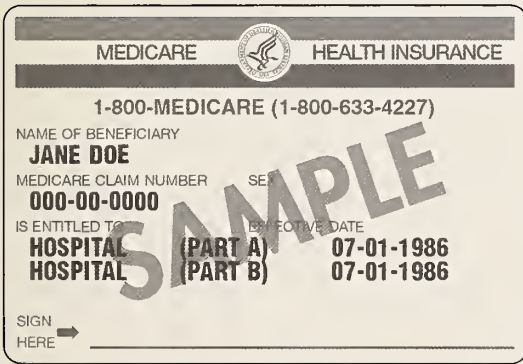 MEDICARE HEALTH INSURANCE
1-800-MEDICARE (1-800-633-4227)
NAME OF BENEFICIARY
JANE DOE
MEDICARE CLAIM NUMBER SEX
000-00-0000
IS ENTITLED TO EFFECTIVE DATE
HOSPITAL (PART A) 07-01-1986
HOSPITAL (PART B) 07-01-1986
SAMPLE
SIGN
HERE